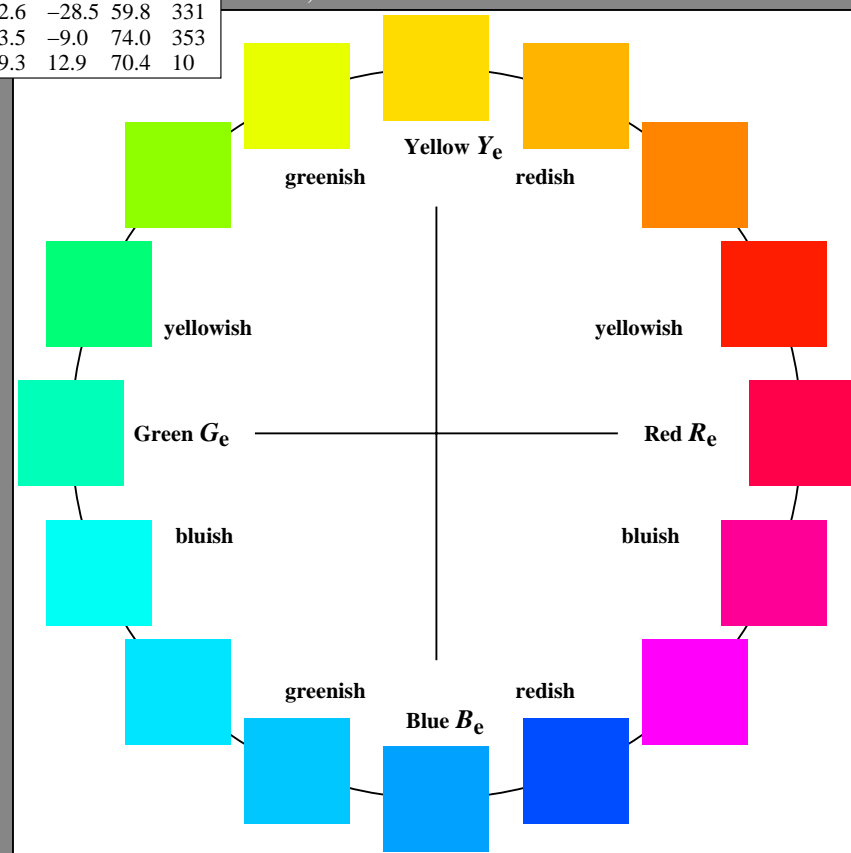 2.6 –28.5 59.8 331
3.5 –9.0 74.0 353
9.3 12.9 70.4 10
Yellow Ye
greenish redish
yellowish yellowish
Green Ge Red Re
bluish bluish
greenish redish
Blue Be